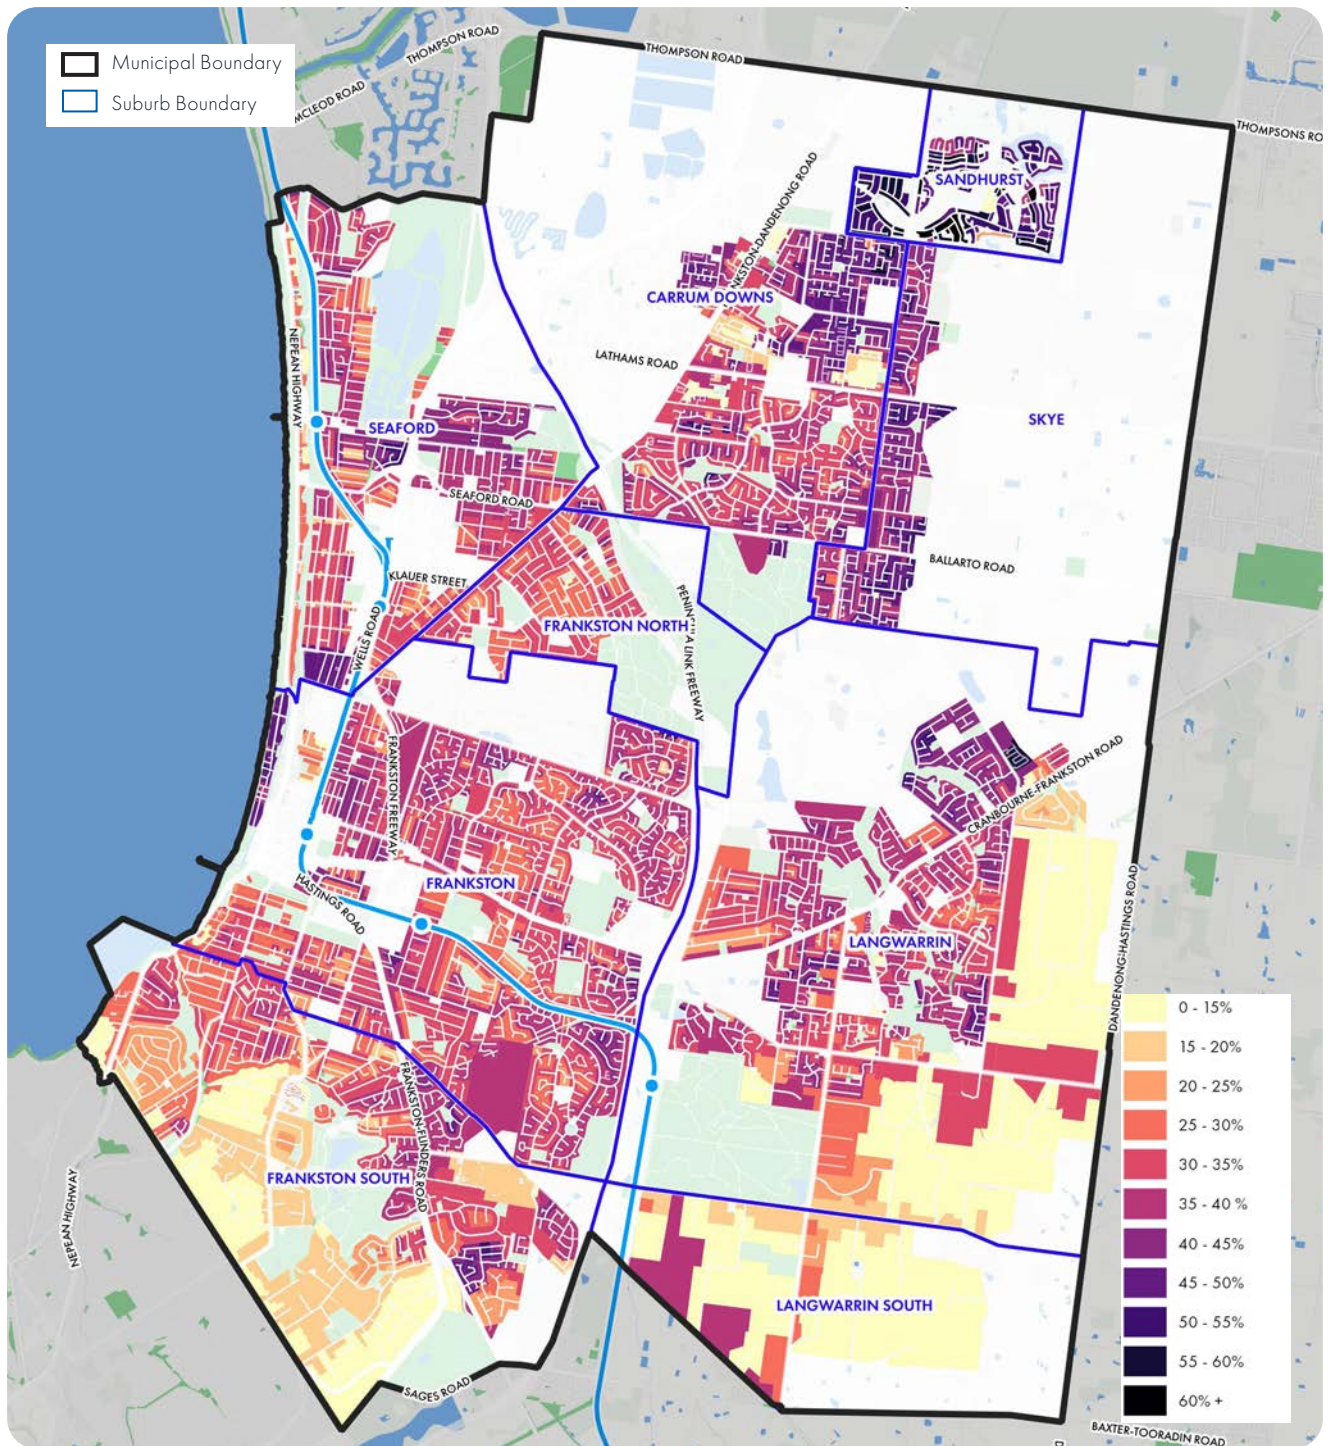 Municipal Boundary
Suburb Boundary
THOMPSON ROAD
MCLEOD ROAD
THOMPSON ROAD
THOMPSONS RO
NKSTON-DANDENONG ROAD
SANDHURST
CARRUM DOWNS
LATHAMS ROAD
NEPEAN HIGHWAY
SEAFORD
SKYE
SEAFORD ROAD
KLAUER STREET
BALLARTO ROAD
WELLS ROAD
FRANKSTON NORTH
LINK FREEWAY
FRANKSTON FREEWAY
CRANBOURNE-FRANKSTON ROAD
FRANKSTON
HASTINGS ROAD
LANGWARRIN
DANDENONG-HASTINGS ROAD
FRANKSTON-FLINDERS ROAD
FRANKSTON SOUTH
NEPEAN HIGHWAY
LANGWARRIN SOUTH
SAGES ROAD
BAXTER-TOORADIN ROAD
0 - 15%
15 - 20%
20 - 25%
25 - 30%
30 - 35%
35 - 40 %
40 - 45%
45 - 50%
50 - 55%
55 - 60%
60% +